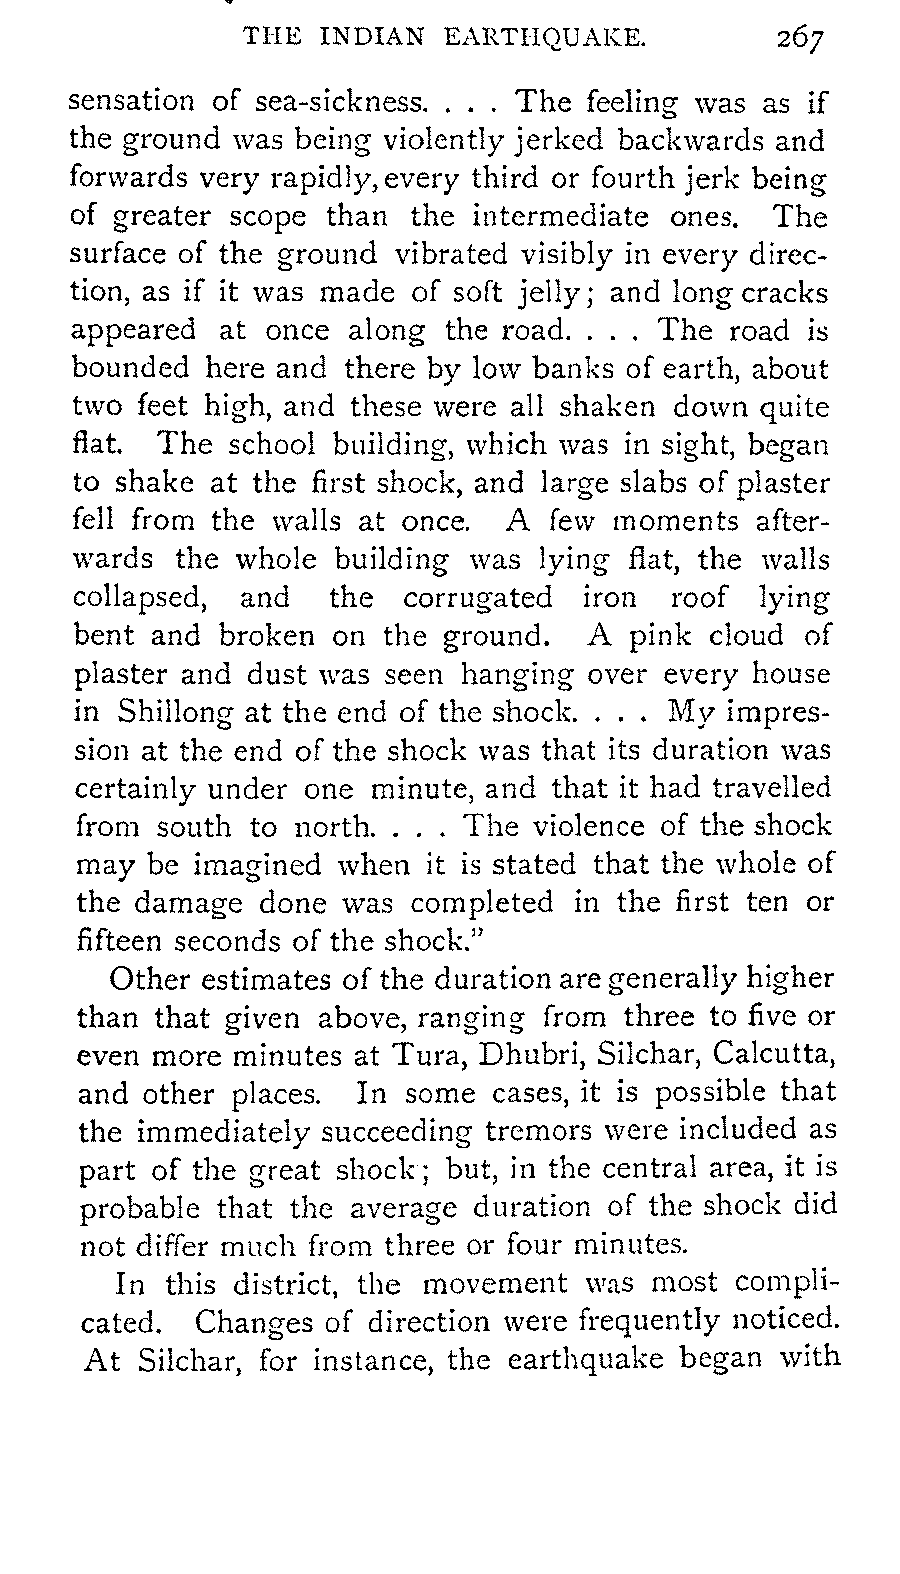 THE INDIAN EARTHQUAKE. 267
sensation of sea-sickness. . . . The feeling was as if
the ground was being violently jerked backwards and
forwards very rapidly, every third or fourth jerk being
of greater scope than the intermediate ones. The
surface of the ground vibrated visibly in every direc-
tion, as if it was made of soft jelly; and long cracks
appeared at once along the road. . . . The road is
bounded here and there by low banks of earth, about
two feet high, and these were all shaken down quite
flat. The school building, which was in sight, began
to shake at the first shock, and large slabs of plaster
fell from the walls at once. A few moments after-
wards the whole building was lying flat, the walls
collapsed, and the corrugated iron roof lying
bent and broken on the ground. A pink cloud of
plaster and dust was seen hanging over every house
in Shillong at the end of the shock. . . . My impres-
sion at the end of the shock was that its duration was
certainly under one minute, and that it had travelled
from south to north. . . . The violence of the shock
may be imagined when it is stated that the whole of
the damage done was completed in the first ten or
fifteen seconds of the shock."
Other estimates of the duration are generally higher
than that given above, ranging from three to five or
even more minutes at Tura, Dhubri, Silchar, Calcutta,
and other places. In some cases, it is possible that
the immediately succeeding tremors were included as
part of the great shock; but, in the central area, it is
probable that the average duration of the shock did
not differ much from three or four minutes.
In this district, the movement was most compli-
cated. Changes of direction were frequently noticed.
At Silchar, for instance, the earthquake began with